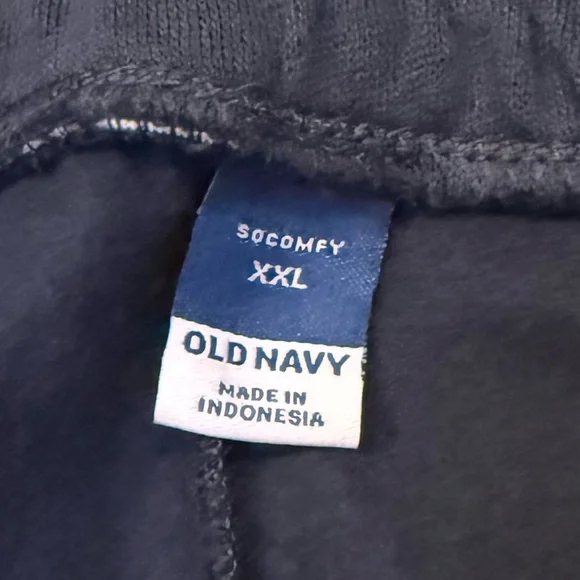 SOCOMFY
XXL
OLD NAVY
MADE IN
INDONESIA